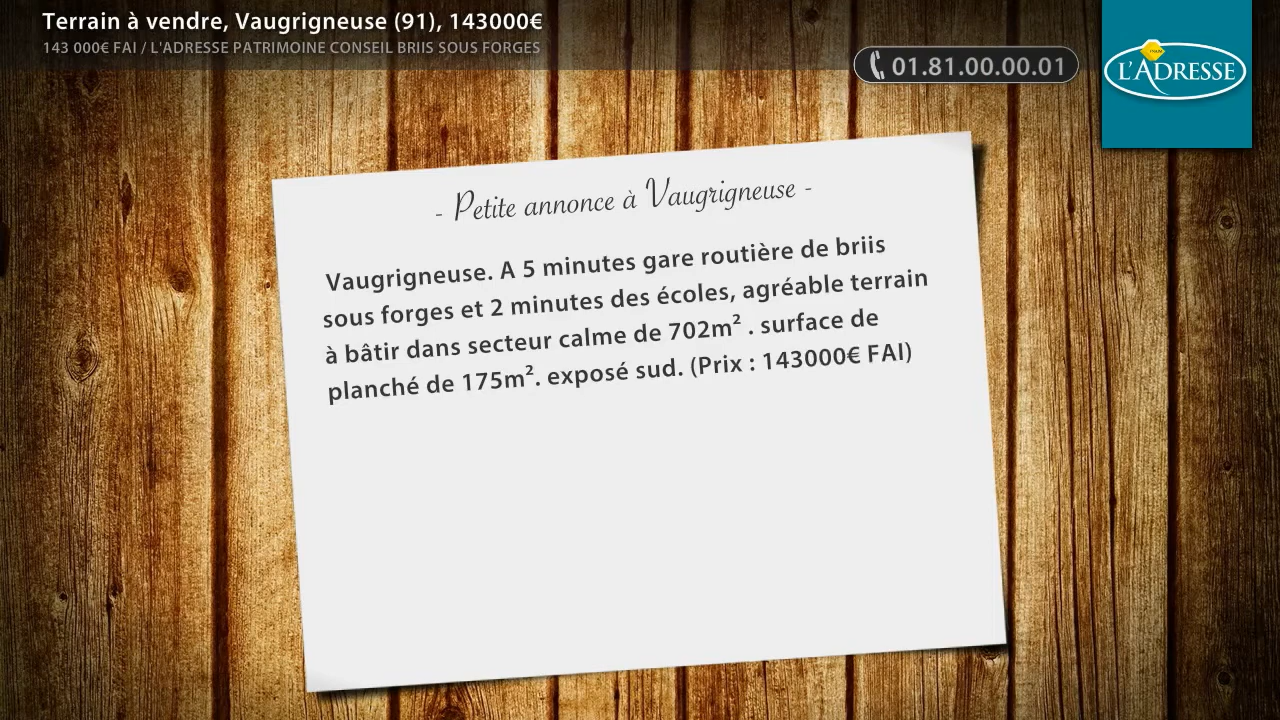 Terrain à vendre, Vaugrigneuse (91), 143000€
143 000€ FAI / L'ADRESSE PATRIMOINE CONSEIL BRIIS SOUS FORGES
01.81.00.00.01
L'ADRESSE
- Petite annonce à Vaugrigneuse -
Vaugrigneuse. A 5 minutes gare routière de briis
sous forges et 2 minutes des écoles, agréable terrain
à bâtir dans secteur calme de 702m² . surface de
planché de 175m². exposé sud. (Prix : 143000€ FAI)